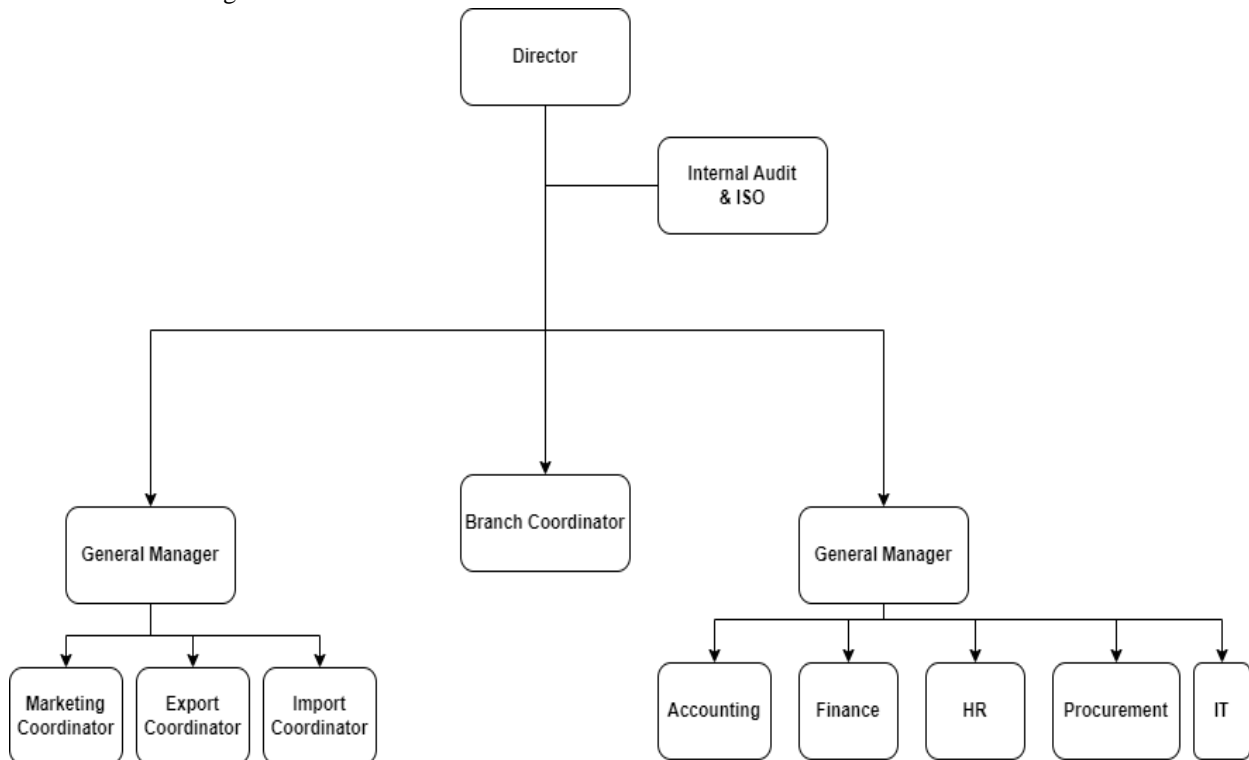 Director
Internal Audit
& ISO
Branch Coordinator
General Manager
General Manager
Marketing
Coordinator
Export
Coordinator
Import
Coordinator
Accounting
Finance
HR
Procurement
IT